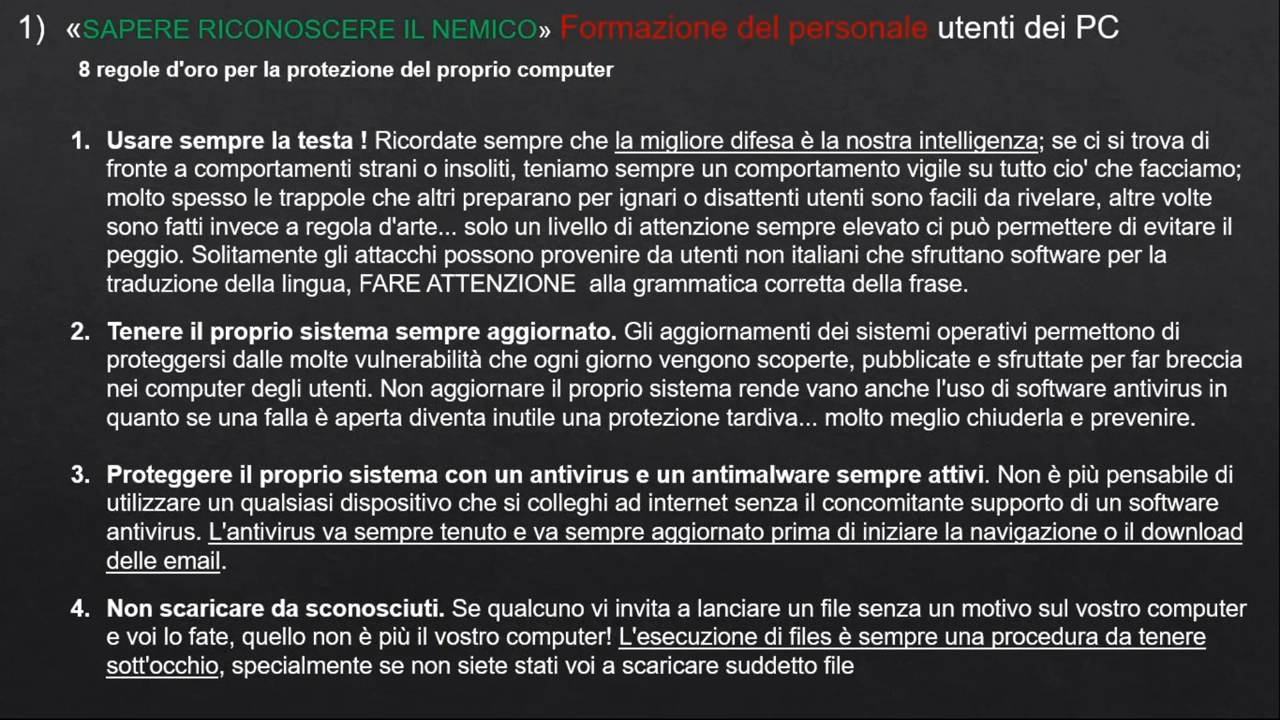 1) «SAPERE RICONOSCERE IL NEMICO» Formazione del personale utenti dei PC
8 regole d'oro per la protezione del proprio computer
1. Usare sempre la testa ! Ricordate sempre che la migliore difesa è la nostra intelligenza; se ci si trova di
fronte a comportamenti strani o insoliti, teniamo sempre un comportamento vigile su tutto cio' che facciamo;
molto spesso le trappole che altri preparano per ignari o disattenti utenti sono facili da rivelare, altre volte
sono fatti invece a regola d'arte... solo un livello di attenzione sempre elevato ci può permettere di evitare il
peggio. Solitamente gli attacchi possono provenire da utenti non italiani che sfruttano software per la
traduzione della lingua, FARE ATTENZIONE  alla grammatica corretta della frase.
2. Tenere il proprio sistema sempre aggiornato. Gli aggiornamenti dei sistemi operativi permettono di
proteggersi dalle molte vulnerabilità che ogni giorno vengono scoperte, pubblicate e sfruttate per far breccia
nei computer degli utenti. Non aggiornare il proprio sistema rende vano anche l'uso di software antivirus in
quanto se una falla è aperta diventa inutile una protezione tardiva... molto meglio chiuderla e prevenire.
3. Proteggere il proprio sistema con un antivirus e un antimalware sempre attivi. Non è più pensabile di
utilizzare un qualsiasi dispositivo che si colleghi ad internet senza il concomitante supporto di un software
antivirus. L'antivirus va sempre tenuto e va sempre aggiornato prima di iniziare la navigazione o il download
delle email.
4. Non scaricare da sconosciuti. Se qualcuno vi invita a lanciare un file senza un motivo sul vostro computer
e voi lo fate, quello non è più il vostro computer! L'esecuzione di files è sempre una procedura da tenere
sott'occhio, specialmente se non siete stati voi a scaricare suddetto file